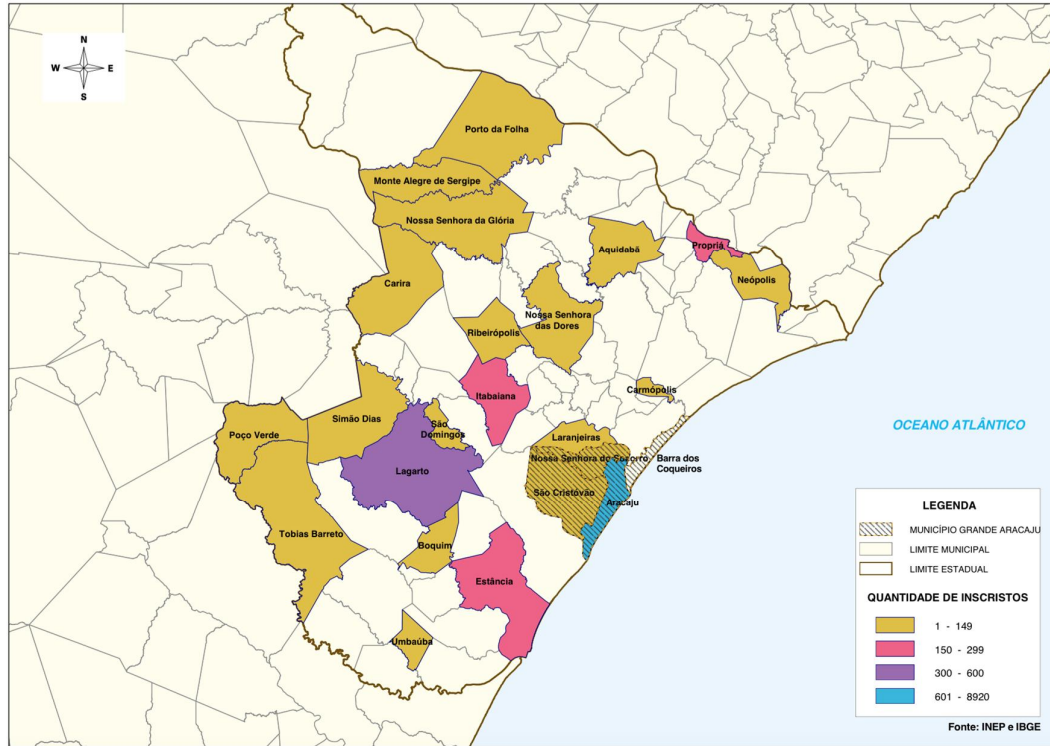 N
W E
S
Porto da Folha
Monte Alegre de Sergipe
Nossa Senhora da Glória
Aquidabã
Propriá
Neópolis
Carira
Nossa Senhora
das Dores
Ribeirópolis
Itabaiana
Carmópolis
Simão Dias
São
Domingos
Poço Verde
Laranjeiras
Nossa Senhora do Socorro
Barra dos
Coqueiros
Lagarto
São Cristóvão
Aracaju
Tobias Barreto
Boquim
Estância
Umbaúba
OCEANO ATLÂNTICO
LEGENDA
MUNICÍPIO GRANDE ARACAJU
LIMITE MUNICIPAL
LIMITE ESTADUAL
QUANTIDADE DE INSCRISTOS
1 - 149
150 - 299
300 - 600
601 - 8920
Fonte: INEP e IBGE